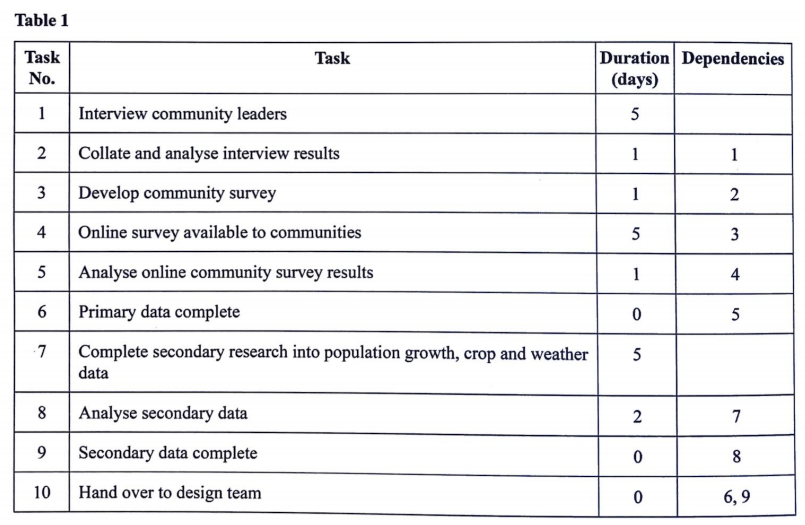 Table 1
Task No. Task Duration (days) Dependencies
1 Interview community leaders 5
2 Collate and analyse interview results 1 1
3 Develop community survey 1 2
4 Online survey available to communities 5 3
5 Analyse online community survey results 1 4
6 Primary data complete 0 5
7 Complete secondary research into population growth, crop and weather
data 5
8 Analyse secondary data 2 7
9 Secondary data complete 0 8
10 Hand over to design team 0 6, 9